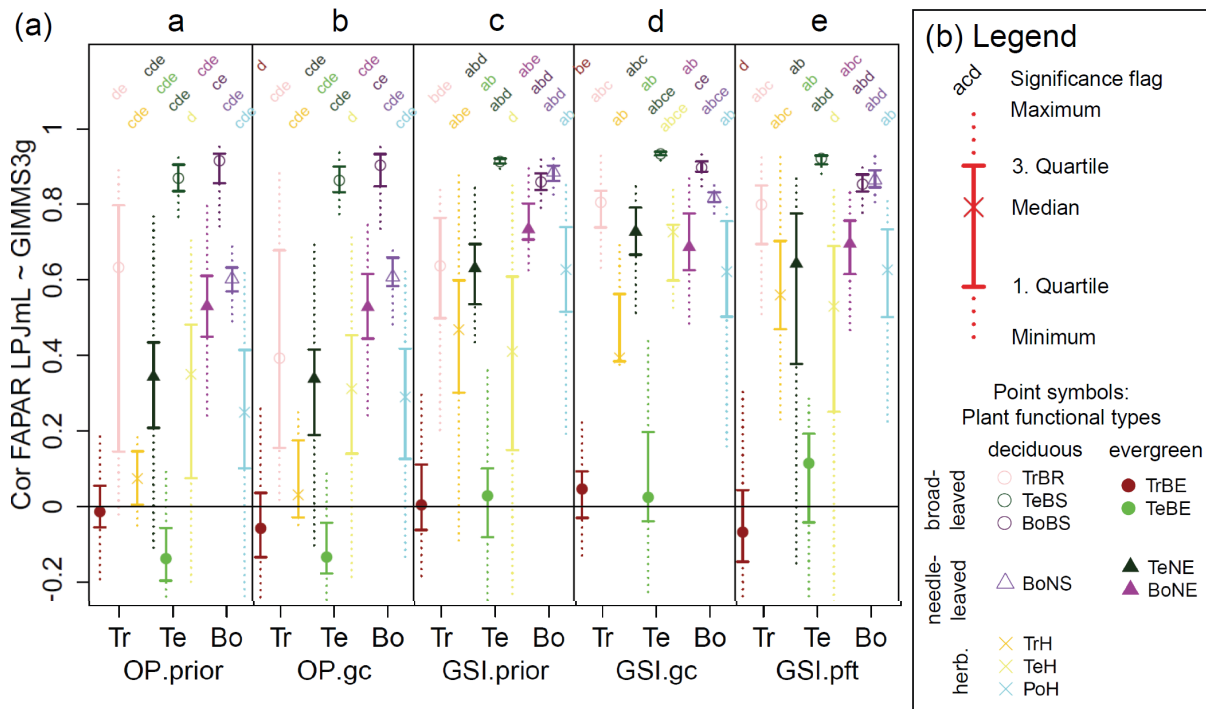 (a)
a b c d e
de cde cde cde cde cde cde ce cde cde
d cde cde cde cde cde d cde ce cde cde
bde abe abd ab abd d abe abd abd ab
be abc ab abc ab abce abce ab ce abce ab
d abc abc ab ab ab d abc abd abd ab
Cor FAPAR LPJmL ~ GIMMS3g
1
0.8
0.6
0.4
0.2
0
-0.2
Tr Te Bo Tr Te Bo Tr Te Bo Tr Te Bo Tr Te Bo
OP.prior OP.gc GSI.prior GSI.gc GSI.pft
(b) Legend
acd
Significance flag
Maximum
3. Quartile
Median
1. Quartile
Minimum
Point symbols:
Plant functional types
deciduous evergreen
broad-
leaved
TrBR TrBE
TeBS TeBE
BoBS
needle-
leaved
BoNS TeNE
BoNE
herb.
TrH
TeH
PoH